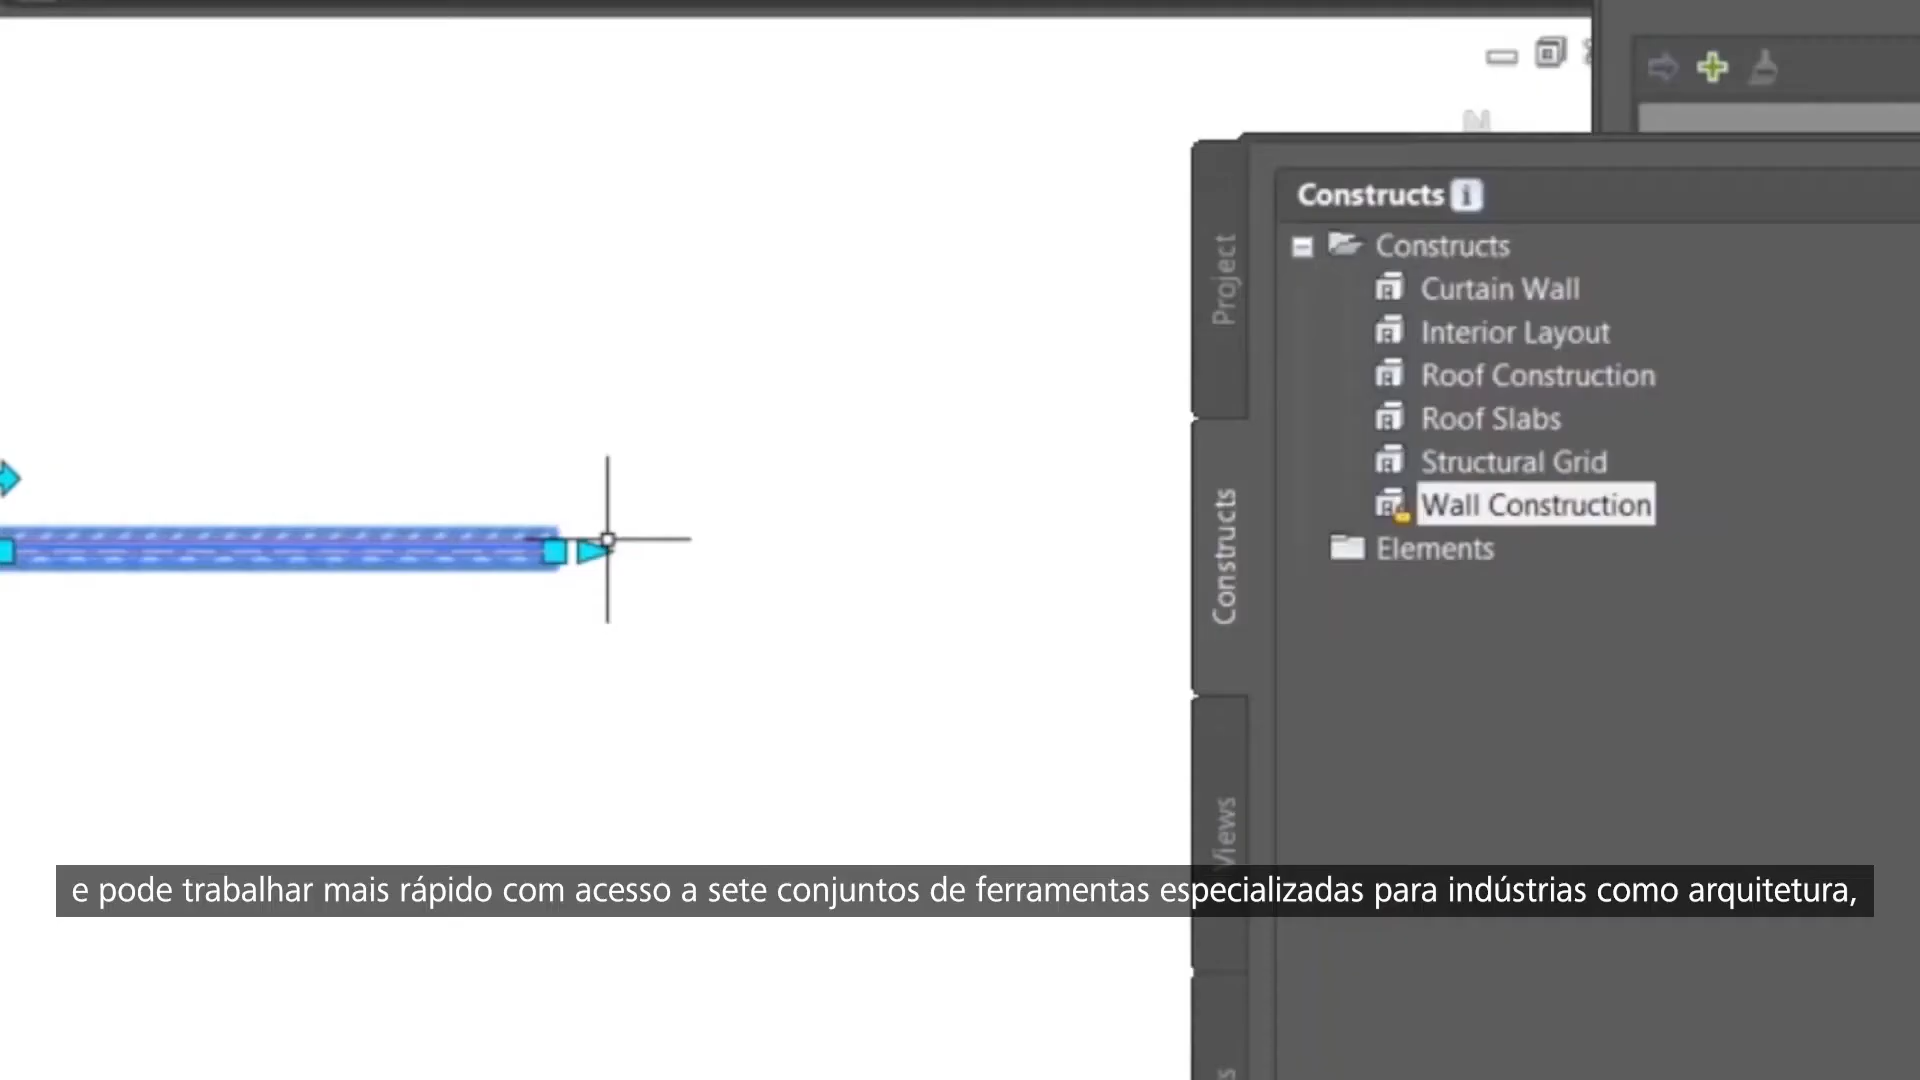 Project
Constructs
Views
Constructs
Constructs
Curtain Wall
Interior Layout
Roof Construction
Roof Slabs
Structural Grid
Wall Construction
Elements
e pode trabalhar mais rápido com acesso a sete conjuntos de ferramentas especializadas para indústrias como arquitetura,